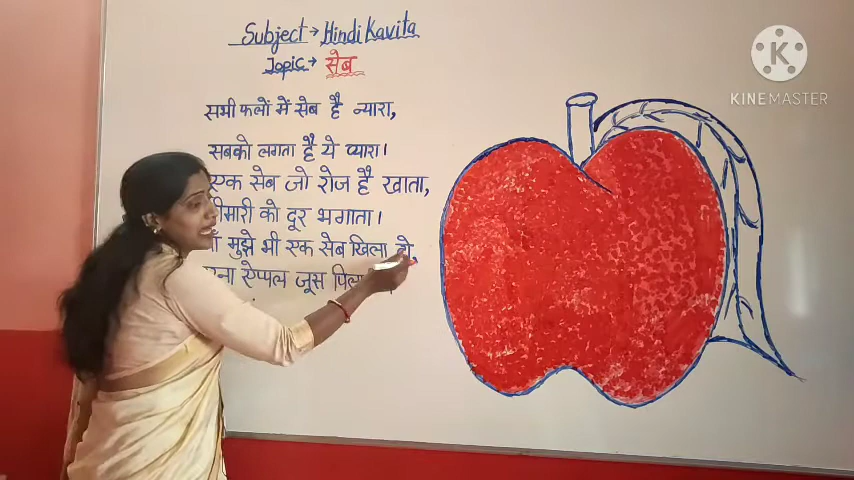 Subject → Hindi Kavita
Topic → सेब
सभी फलों में सेब है न्यारा,
सबको लगता है ये प्यारा।
एक सेब जो रोज है खाता,
बीमारी को दूर भगाता।
मुझे भी एक सेब खिला दो,
ऐप्पल जूस
K
KINEMASTER